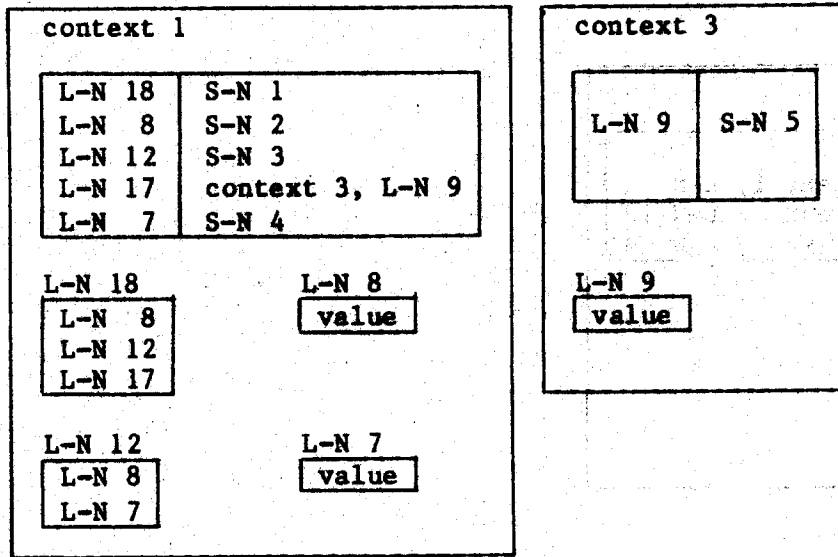 context 1
L-N 18 S-N 1
L-N 8 S-N 2
L-N 12 S-N 3
L-N 17 context 3, L-N 9
L-N 7 S-N 4
L-N 18
L-N 8
L-N 12
L-N 17
L-N 8
value
L-N 12
L-N 8
L-N 7
L-N 7
value
context 3
L-N 9 S-N 5
L-N 9
value